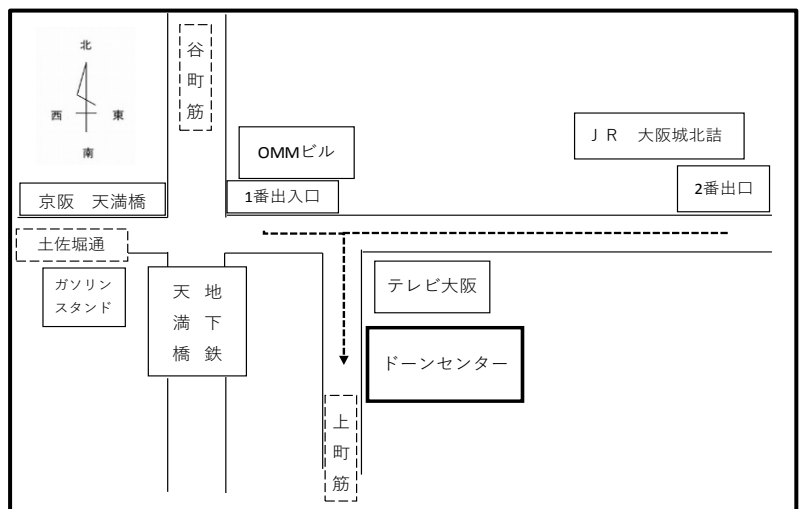 北
西 東
南
谷町筋
OMMビル
JR 大阪城北詰
京阪 天満橋
1番出入口
2番出口
土佐堀通
ガソリン
スタンド
地下鉄
天満橋
テレビ大阪
ドーンセンター
上町筋